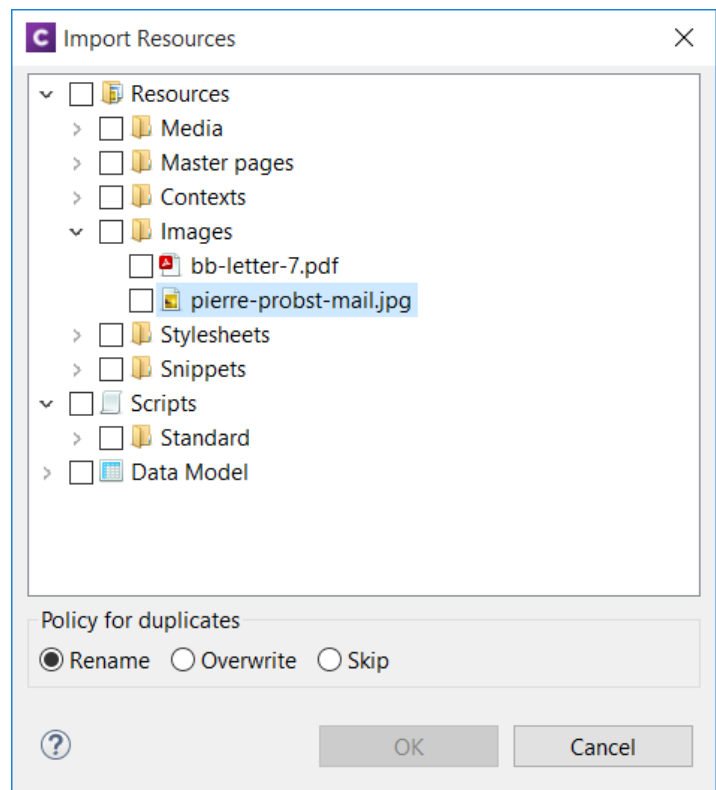 C Import Resources
Resources
Media
Master pages
Contexts
Images
bb-letter-7.pdf
pierre-probst-mail.jpg
Stylesheets
Snippets
Scripts
Standard
Data Model
Policy for duplicates
Rename Overwrite Skip
? OK Cancel